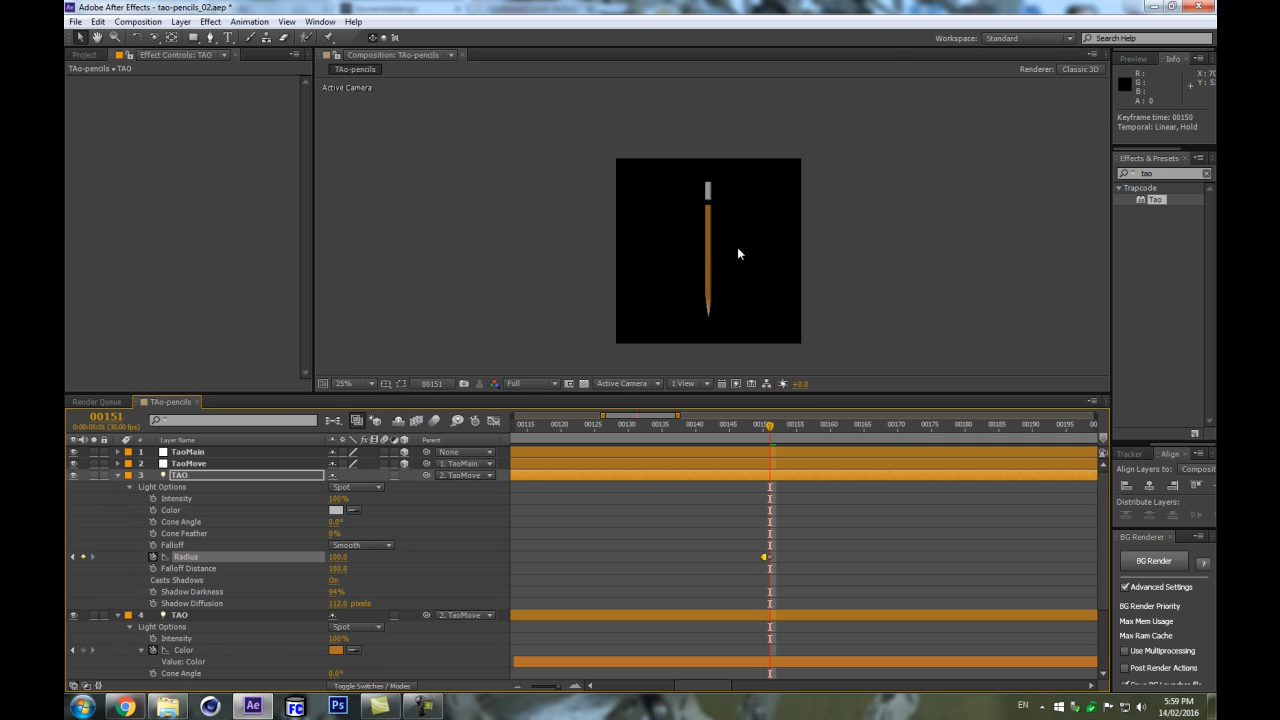 Adobe After Effects - tao-pencils_02.aep *
File Edit Composition Layer Effect Animation View Window Help
Workspace: Standard Search Help
Project Effect Controls: TAO Composition: TAo-pencils Preview Info
TAo-pencils • TAO
TAo-pencils Renderer: Classic 3D
Active Camera
R:
G:
B:
A: 0
Keyframe time: 00150
Temporal: Linear, Hold
Effects & Presets
tao
Trapcode
Tao
25% 00151 Full Active Camera 1 View +0.0
Render Queue TAo-pencils
00151
0:00:05:01 (30.00 fps)
00115 00120 00125 00130 00135 00140 00145 00155 00160 00165 00170 00175 00180 00185 00190 00195 00
# Layer Name Parent
1 TaoMain None
2 TaoMove 1. TaoMain
3 TAO 2. TaoMove
Light Options Spot
Intensity 100%
Color
Cone Angle 0.0°
Cone Feather 0%
Falloff Smooth
Radius 100.0
Falloff Distance 100.0
Casts Shadows On
Shadow Darkness 94%
Shadow Diffusion 112.0 pixels
4 TAO 2. TaoMove
Light Options Spot
Intensity 100%
Color
Value: Color
Cone Angle 0.0°
Toggle Switches / Modes
Tracker Align
Align Layers to: Composit
Distribute Layers:
BG Renderer
BG Render ?
Advanced Settings
BG Render Priority
Max Mem Usage
Max Ram Cache
Use Multiprocessing
Post Render Actions
EN 5:59 PM
14/02/2016